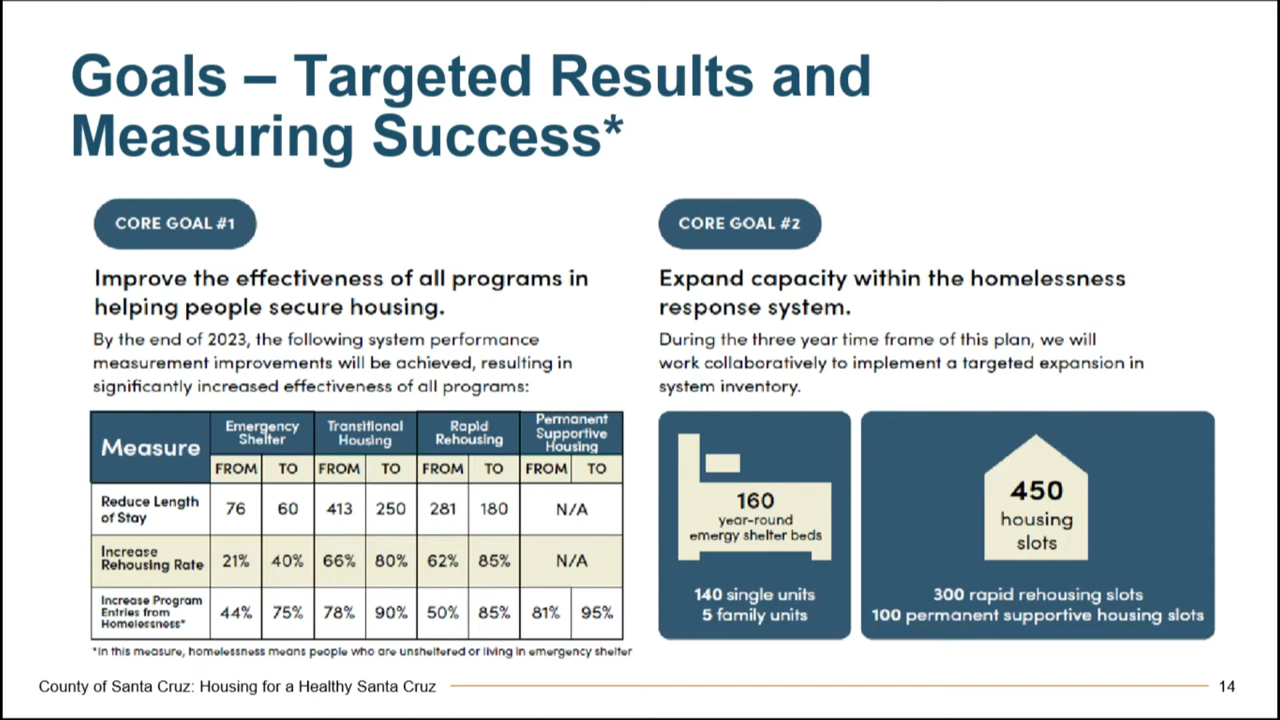 Goals – Targeted Results and
Measuring Success*
CORE GOAL #1
Improve the effectiveness of all programs in
helping people secure housing.
By the end of 2023, the following system performance
measurement improvements will be achieved, resulting in
significantly increased effectiveness of all programs:
Measure
Emergency
Shelter
Transitional
Housing
Rapid
Rehousing
Permanent
Supportive
Housing
FROM TO FROM TO FROM TO FROM TO
Reduce Length
of Stay
76 60 413 250 281 180 N/A
Increase
Rehousing Rate
21% 40% 66% 80% 62% 85% N/A
Increase Program
Entries from
Homelessness*
44% 75% 78% 90% 50% 85% 81% 95%
*In this measure, homelessness means people who are unsheltered or living in emergency shelter
CORE GOAL #2
Expand capacity within the homelessness
response system.
During the three year time frame of this plan, we will
work collaboratively to implement a targeted expansion in
system inventory.
160
year-round
emergy shelter beds
140 single units
5 family units
450
housing
slots
300 rapid rehousing slots
100 permanent supportive housing slots
County of Santa Cruz: Housing for a Healthy Santa Cruz
14